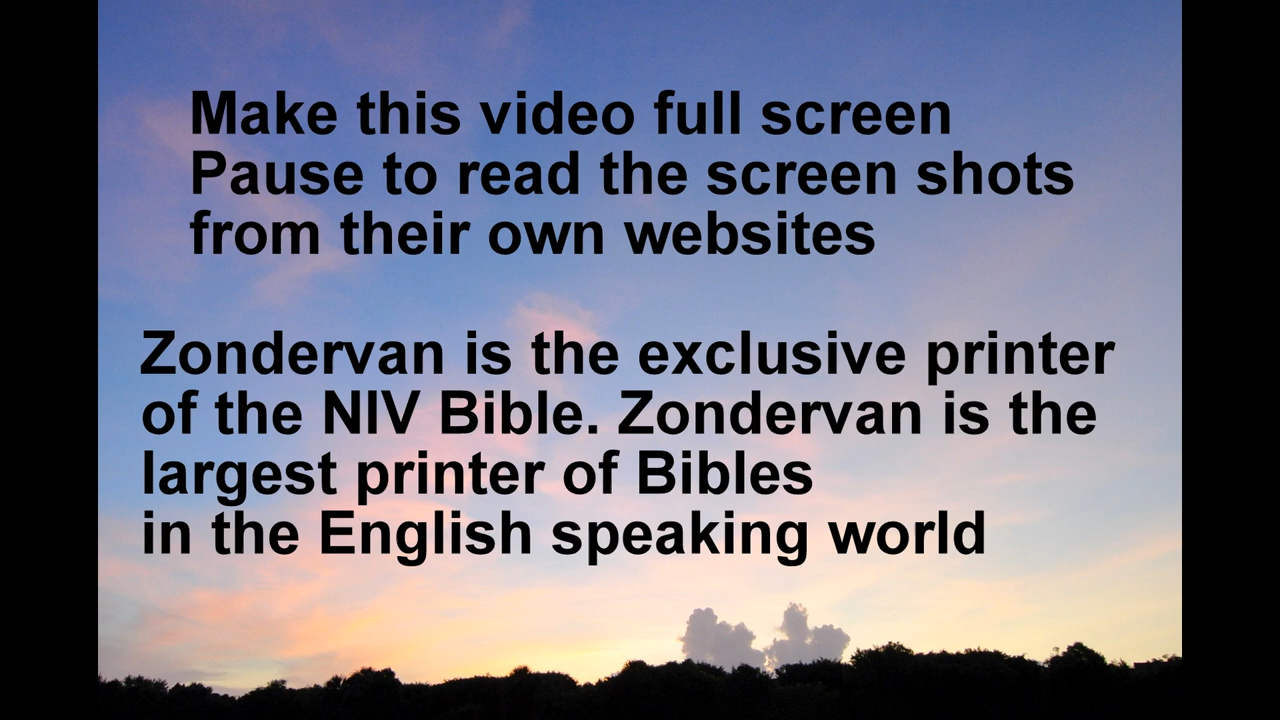 Make this video full screen
Pause to read the screen shots
from their own websites
Zondervan is the exclusive printer
of the NIV Bible. Zondervan is the
largest printer of Bibles
in the English speaking world